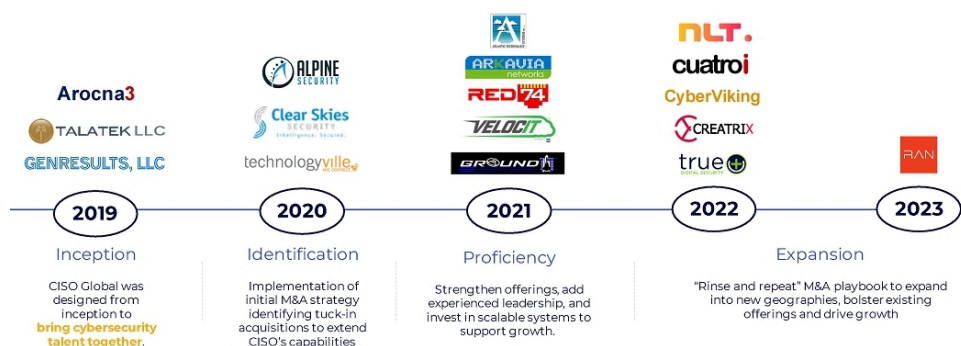 Arocna3
TALATEK LLC
GENRESULTS, LLC
ALPINE
SECURITY
Clear Skies
SECURITY
Intelligence. Secured.
technologyville
ARKAVIA
networks
RED74
VELOCIT
GROUND
nLT.
cuatroi
CyberViking
CREATRIX
true
DIGITAL SECURITY
RAN
2019
2020
2021
2022
2023
Inception
CISO Global was
designed from
inception to
bring cybersecurity
talent together.
Identification
Implementation of
initial M&A strategy
identifying tuck-in
acquisitions to extend
CISO's capabilities
Proficiency
Strengthen offerings, add
experienced leadership, and
invest in scalable systems to
support growth.
Expansion
“Rinse and repeat” M&A playbook to expand
into new geographies, bolster existing
offerings and drive growth